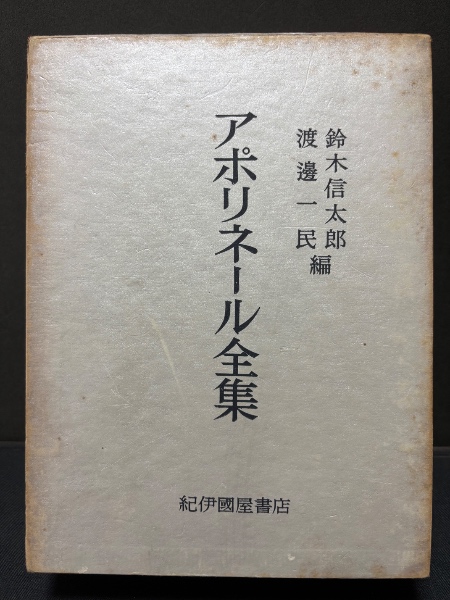 鈴木信太郎
渡邊一民編
アポリネール全集
紀伊國屋書店